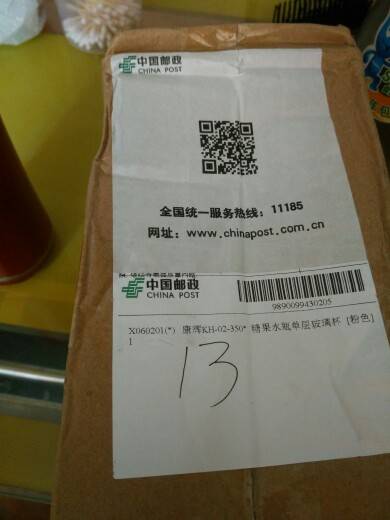 中国邮政
CHINA POST
全国统一服务热线：11185
网址：www.chinapost.com.cn
中国邮政
CHINA POST
9890099430205
X060201(*) 康珲KH-02-350* 糖果水瓶单层玻璃杯 [粉色]
1
13